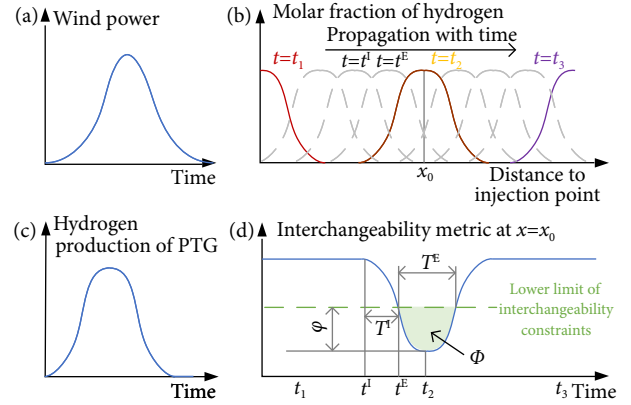 (a)
Wind power
Time
(b)
Molar fraction of hydrogen
Propagation with time
t=t₁
t=tᴵ
t=tᴱ
t=t₂
t=t₃
x₀
Distance to
injection point
(c)
Hydrogen
production of PTG
Time
(d)
Interchangeability metric at x=x₀
Tᴱ
Lower limit of
interchangeability
constraints
φ
Tᴵ
Φ
t₁
tᴵ
tᴱ
t₂
t₃
Time